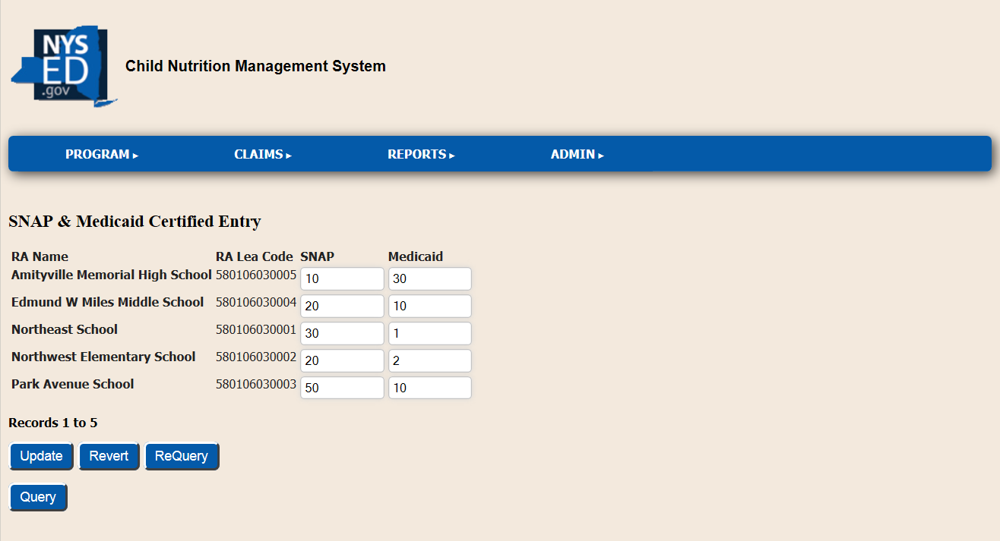 NYS
ED
.gov
Child Nutrition Management System
PROGRAM ▸ CLAIMS ▸ REPORTS ▸ ADMIN ▸
SNAP & Medicaid Certified Entry
RA Name RA Lea Code SNAP Medicaid
Amityville Memorial High School 580106030005 10 30
Edmund W Miles Middle School 580106030004 20 10
Northeast School 580106030001 30 1
Northwest Elementary School 580106030002 20 2
Park Avenue School 580106030003 50 10
Records 1 to 5
Update Revert ReQuery
Query